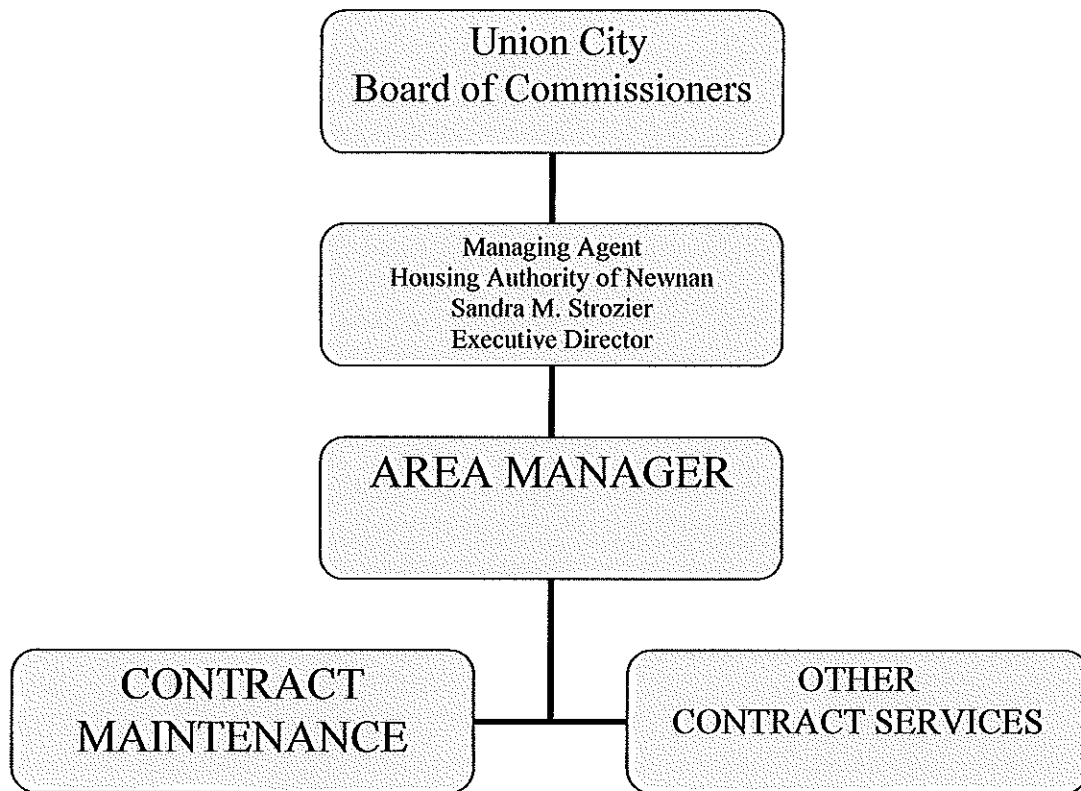 Union City
Board of Commissioners
Managing Agent
Housing Authority of Newnan
Sandra M. Strozier
Executive Director
AREA MANAGER
CONTRACT
MAINTENANCE
OTHER
CONTRACT SERVICES